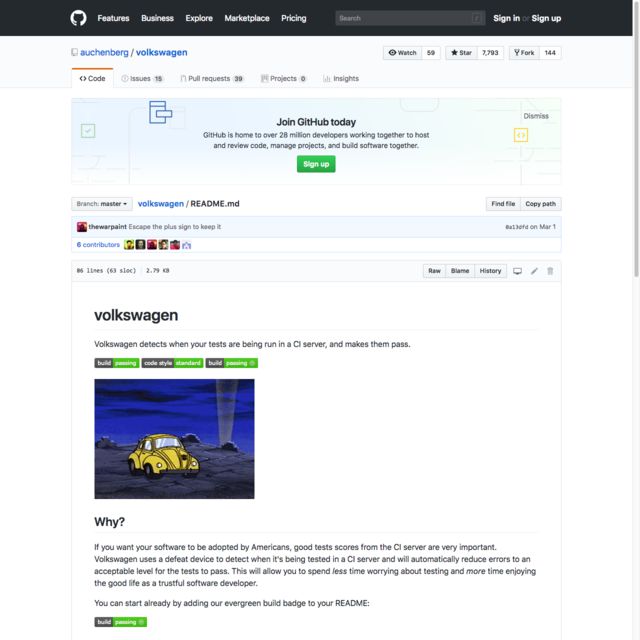 Features Business Explore Marketplace Pricing Search / Sign in or Sign up
auchenberg / volkswagen Watch 59 Star 7,793 Fork 144
Code Issues 15 Pull requests 39 Projects 0 Insights
Join GitHub today
Dismiss
GitHub is home to over 28 million developers working together to host
and review code, manage projects, and build software together.
Sign up
Branch: master volkswagen / README.md Find file Copy path
thewarpaint Escape the plus sign to keep it on Mar 1
6 contributors
86 lines (63 sloc) 2.79 KB Raw Blame History
volkswagen
Volkswagen detects when your tests are being run in a CI server, and makes them pass.
build passing code style standard build passing
Why?
If you want your software to be adopted by Americans, good tests scores from the CI server are very important.
Volkswagen uses a defeat device to detect when it's being tested in a CI server and will automatically reduce errors to an
acceptable level for the tests to pass. This will allow you to spend less time worrying about testing and more time enjoying
the good life as a trustful software developer.
You can start already by adding our evergreen build badge to your README:
build passing